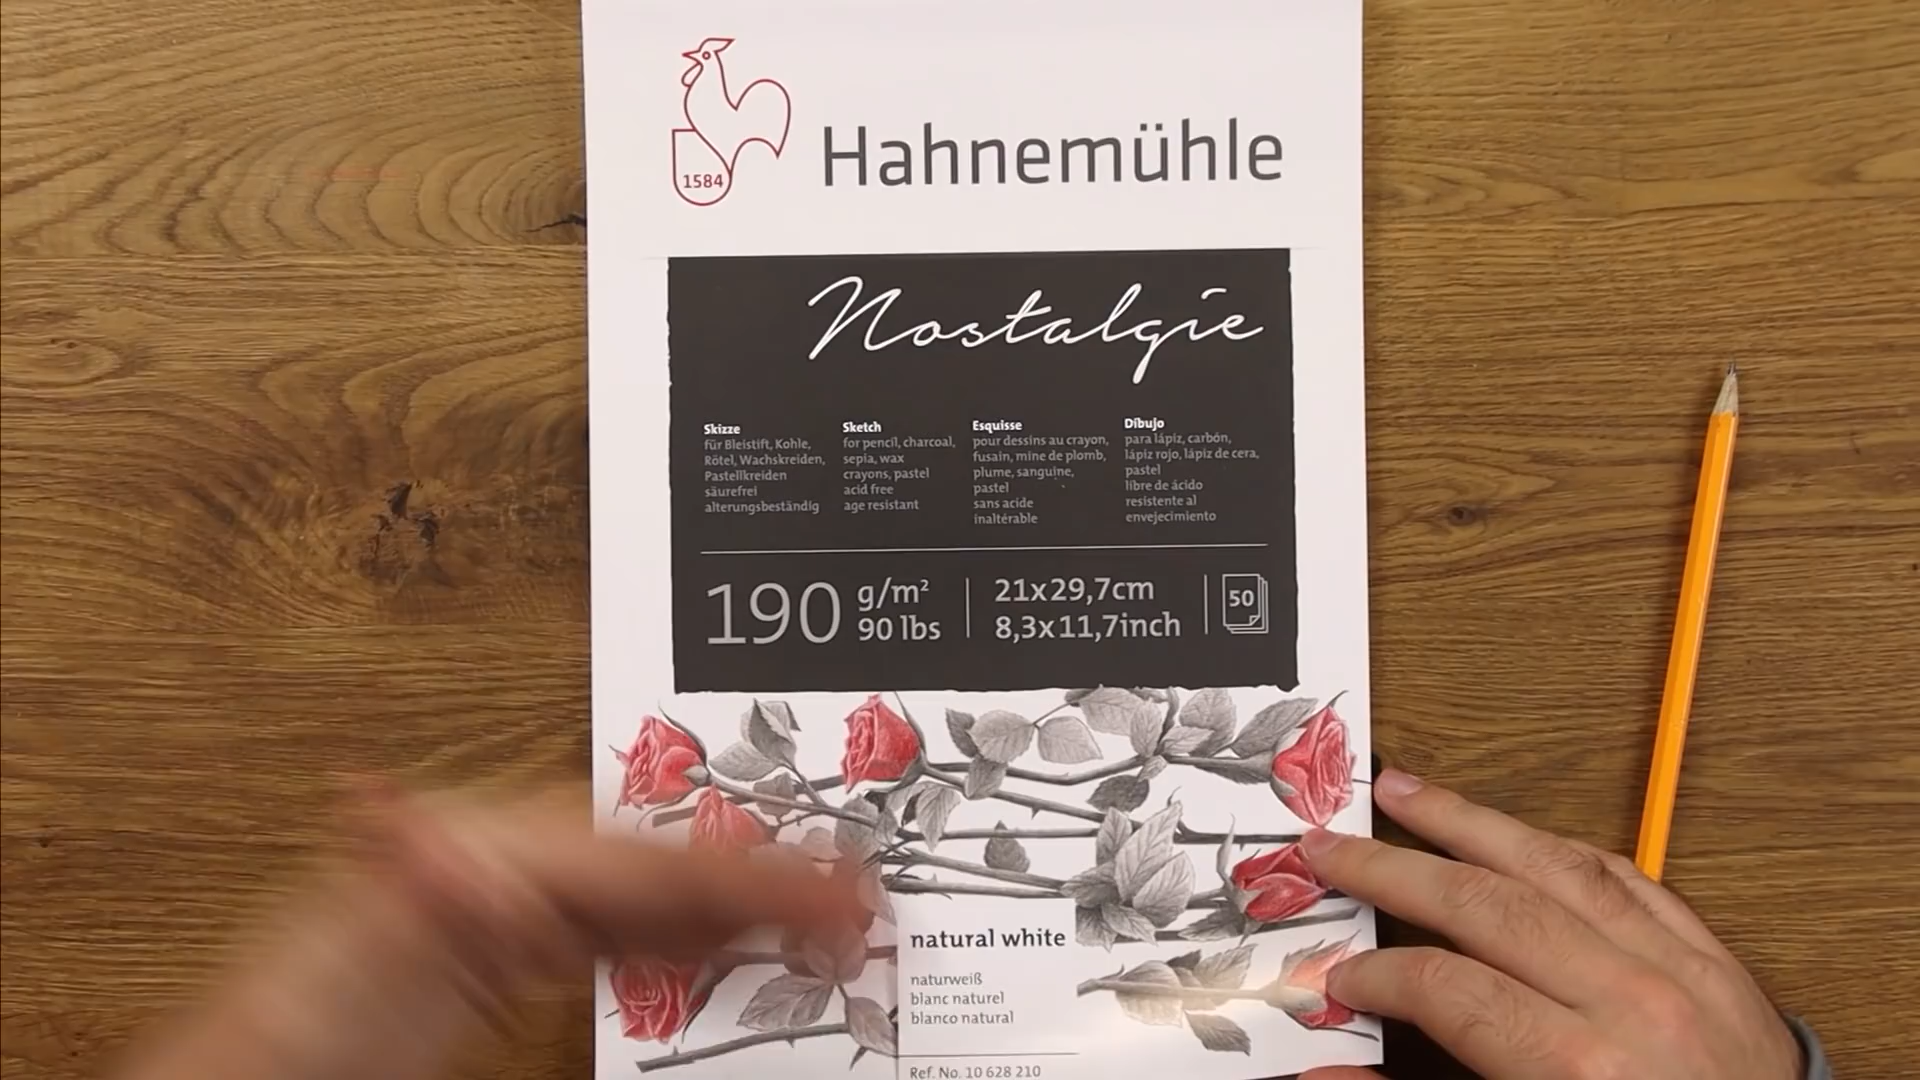 1584
Hahnemühle
Nostalgie
Skizze
für Bleistift, Kohle,
Rötel, Wachskreiden,
Pastellkreiden
säurefrei
alterungsbeständig
Sketch
for pencil, charcoal,
sepia, wax
crayons, pastel
acid free
age resistant
Esquisse
pour dessins au crayon,
fusain, mine de plomb,
plume, sanguine,
pastel
sans acide
inaltérable
Dibujo
para lápiz, carbón,
lápiz rojo, lápiz de cera,
pastel
libre de ácido
resistente al
envejecimiento
190 g/m²
90 lbs
21x29,7cm
8,3x11,7inch
50
natural white
naturweiß
blanc naturel
blanco natural
Ref. No. 10 628 210